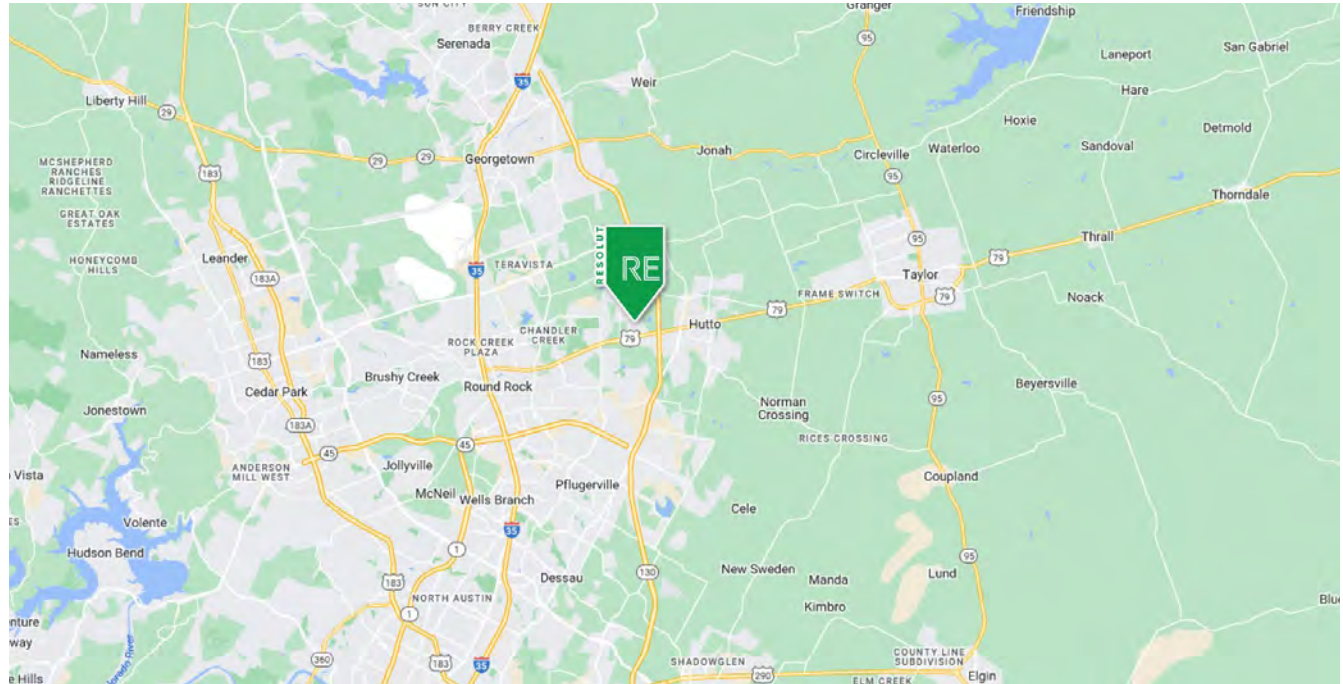 SUN CITY
BERRY CREEK
Serenada
35
Weir
Granger
95
Friendship
Laneport
San Gabriel
Hare
Hoxie
Detmold
Liberty Hill
29
183
29
29
Georgetown
Jonah
Circleville
Waterloo
Sandoval
MCSHEPHERD
RANCHES
RIDGELINE
RANCHETTES
95
Thorndale
GREAT OAK
ESTATES
RESOLUT
RE
95
Thrall
79
HONEYCOMB
HILLS
Leander
183A
35
TERAVISTA
Taylor
FRAME SWITCH
79
Noack
79
Hutto
79
CHANDLER
CREEK
ROCK CREEK
PLAZA
Nameless
183
Brushy Creek
Round Rock
Cedar Park
Beyersville
Jonestown
183A
Norman
Crossing
95
45
45
RICES CROSSING
ANDERSON
MILL WEST
Jollyville
Vista
McNeil
Wells Branch
Pflugerville
Coupland
Volente
Cele
35
Hudson Bend
1
95
Dessau
130
New Sweden
Manda
Lund
183
NORTH AUSTIN
Kimbro
1
Blue
360
183
35
SHADOWGLEN
290
COUNTY LINE
SUBDIVISION
ELM CREEK
Elgin